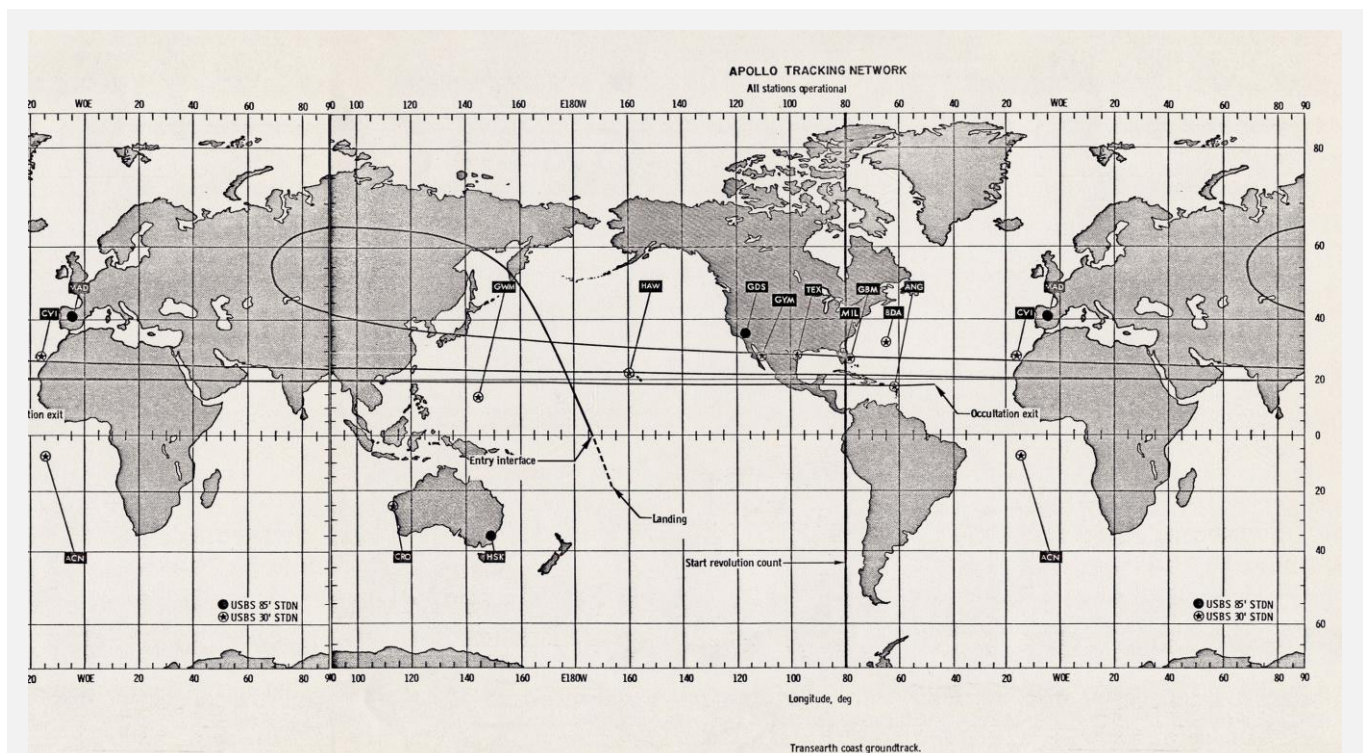 APOLLO TRACKING NETWORK
All stations operational
20 WOE 20 40 60 80 90 100 120 140 E180W 160 140 120 100 80 60 40 20 WOE 20 40 60 80 90
80
60
MAD GWM HAW GDS GYM TEX GBM ANG MAD
CYI MIL BDA CYI
40
20
tion exit
Occultation exit
0
Entry interface
20
Landing
ACN CRO HSK ACN
40
Start revolution count
USBS 85' STDN
USBS 30' STDN
USBS 85' STDN
USBS 30' STDN
60
20 WOE 20 40 60 80 90 100 120 140 160 E180W 160 140 120 100 80 60 40 20 WOE 20 40 60 80 90
Longitude, deg
Transearth coast groundtrack.